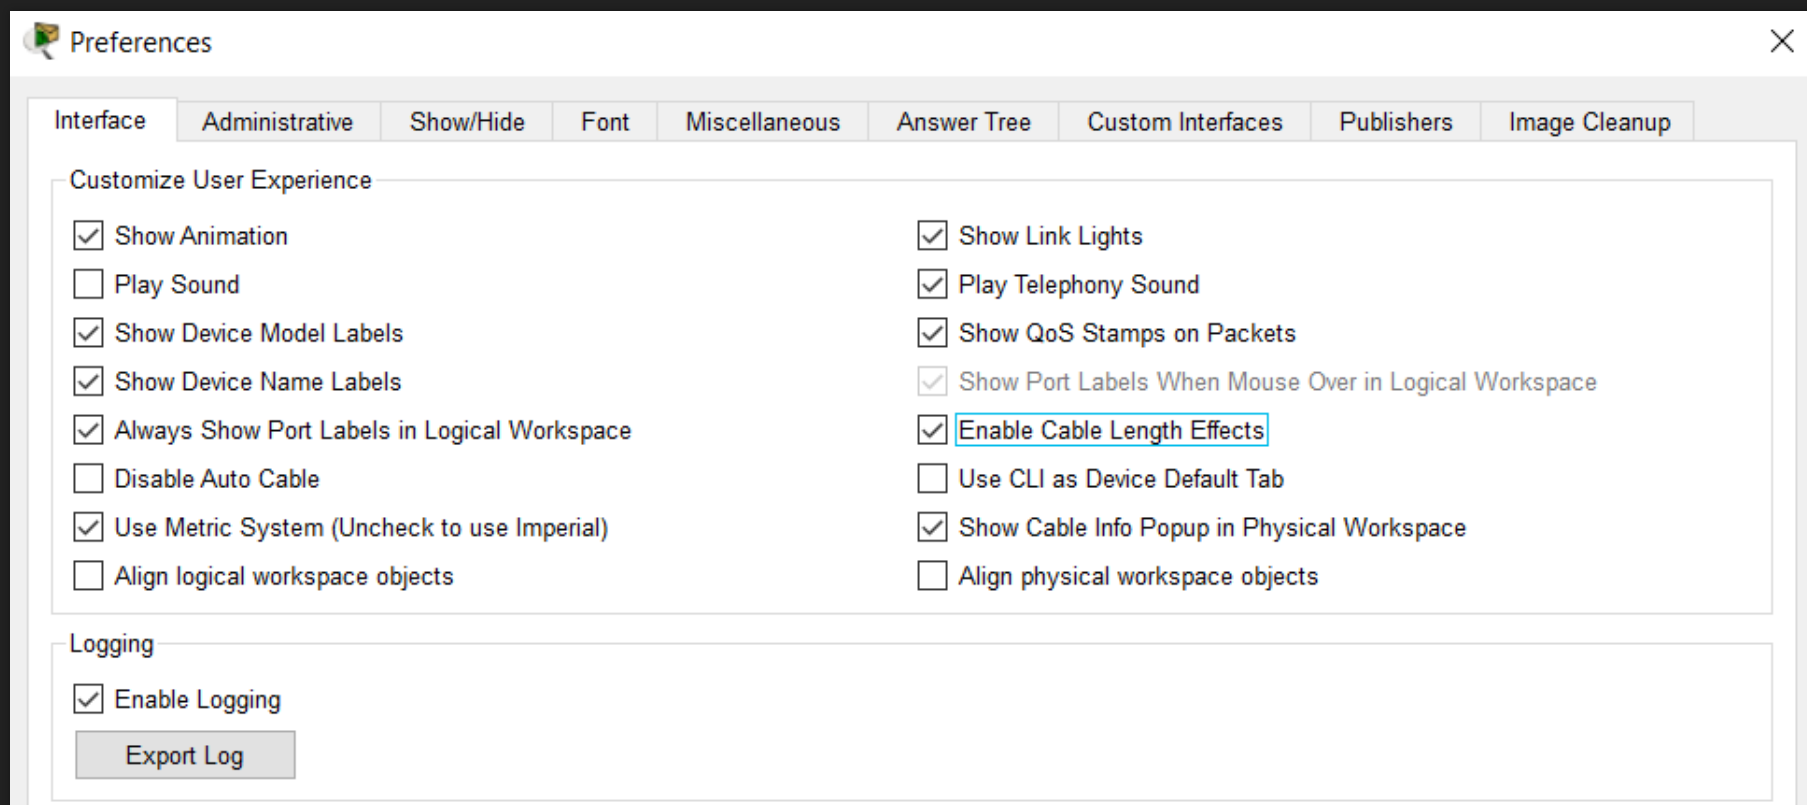 Preferences
Interface Administrative Show/Hide Font Miscellaneous Answer Tree Custom Interfaces Publishers Image Cleanup
Customize User Experience
Show Animation Show Link Lights
Play Sound Play Telephony Sound
Show Device Model Labels Show QoS Stamps on Packets
Show Device Name Labels Show Port Labels When Mouse Over in Logical Workspace
Always Show Port Labels in Logical Workspace Enable Cable Length Effects
Disable Auto Cable Use CLI as Device Default Tab
Use Metric System (Uncheck to use Imperial) Show Cable Info Popup in Physical Workspace
Align logical workspace objects Align physical workspace objects
Logging
Enable Logging
Export Log